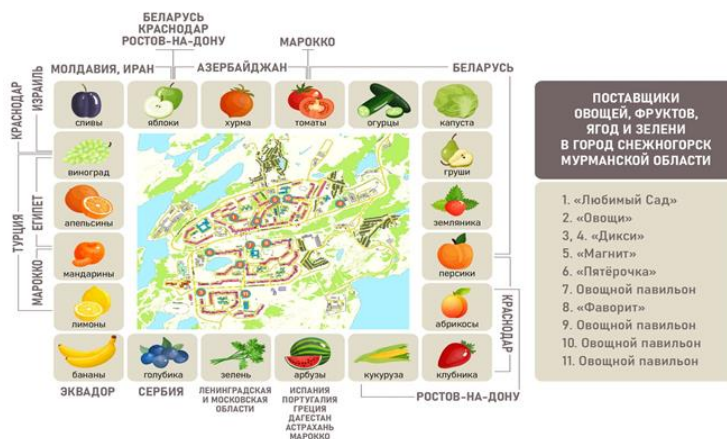 БЕЛАРУСЬ
КРАСНОДАР
РОСТОВ-НА-ДОНУ
МАРОККО
МОЛДАВИЯ, ИРАН
АЗЕРБАЙДЖАН
БЕЛАРУСЬ
КРАСНОДАР
ИЗРАИЛЬ
сливы
яблоки
хурма
томаты
огурцы
капуста
виноград
груши
ТУРЦИЯ
ЕГИПЕТ
апельсины
земляника
МАРОККО
мандарины
персики
лимоны
абрикосы
КРАСНОДАР
бананы
голубика
зелень
арбузы
кукуруза
клубника
ЭКВАДОР
СЕРБИЯ
ЛЕНИНГРАДСКАЯ
И МОСКОВСКАЯ
ОБЛАСТИ
ИСПАНИЯ
ПОРТУГАЛИЯ
ГРЕЦИЯ
ДАГЕСТАН
АСТРАХАНЬ
МАРОККО
РОСТОВ-НА-ДОНУ
ПОСТАВЩИКИ
ОВОЩЕЙ, ФРУКТОВ,
ЯГОД И ЗЕЛЕНИ
В ГОРОД СНЕЖНОГОРСК
МУРМАНСКОЙ ОБЛАСТИ
1. «Любимый Сад»
2. «Овощи»
3, 4. «Дикси»
5. «Магнит»
6. «Пятёрочка»
7. Овощной павильон
8. «Фаворит»
9. Овощной павильон
10. Овощной павильон
11. Овощной павильон